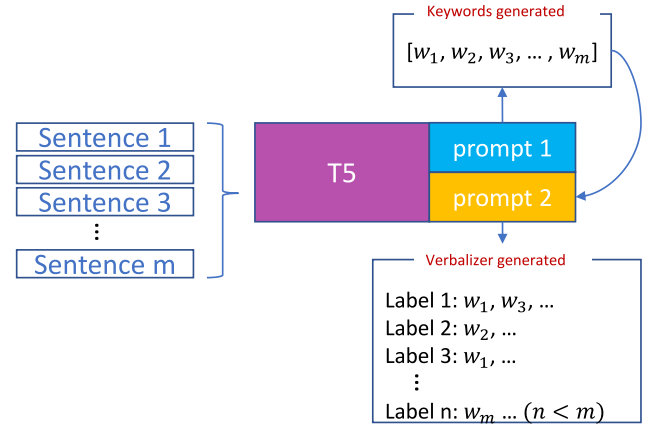 Keywords generated
[w₁, w₂, w₃, … , wₘ]
Sentence 1
Sentence 2
Sentence 3
⋮
Sentence m
T5
prompt 1
prompt 2
Verbalizer generated
Label 1: w₁, w₃, …
Label 2: w₂, …
Label 3: w₁, …
⋮
Label n: wₘ … (n < m)